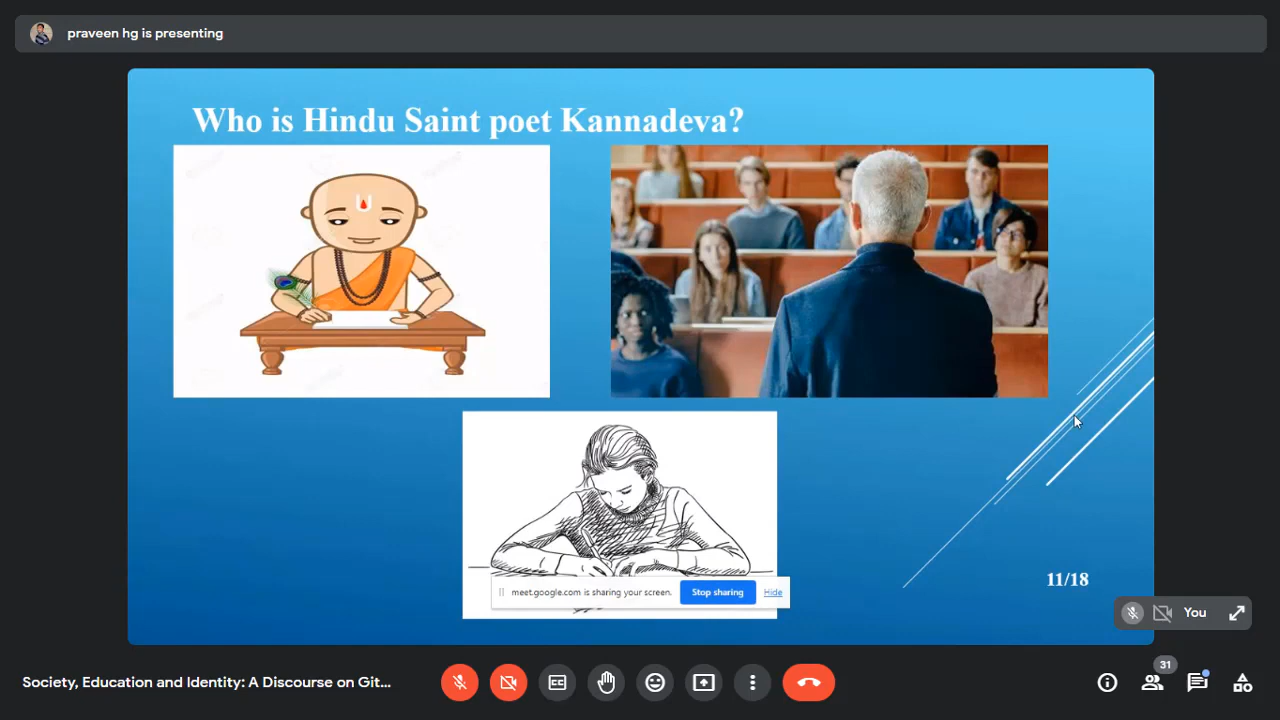 praveen hg is presenting
Who is Hindu Saint poet Kannadeva?
meet.google.com is sharing your screen. Stop sharing Hide
11/18
You
31
Society, Education and Identity: A Discourse on Git...